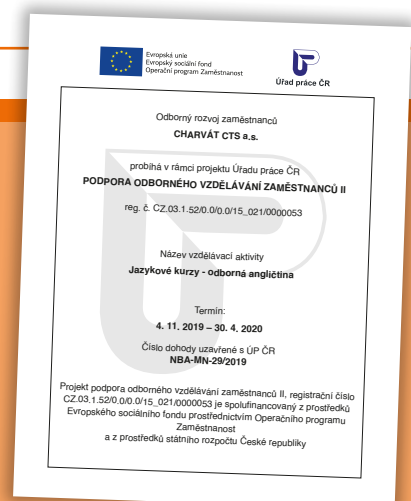 Evropská unie
Evropský sociální fond
Operační program Zaměstnanost
Úřad práce ČR
Odborný rozvoj zaměstnanců
CHARVÁT CTS a.s.
probíhá v rámci projektu Úřadu práce ČR
PODPORA ODBORNÉHO VZDĚLÁVÁNÍ ZAMĚSTNANCŮ II
reg. č. CZ.03.1.52/0.0/0.0/15_021/0000053
Název vzdělávací aktivity
Jazykové kurzy - odborná angličtina
Termín:
4. 11. 2019 – 30. 4. 2020
Číslo dohody uzavřené s ÚP ČR
NBA-MN-29/2019
Projekt podpora odborného vzdělávání zaměstnanců II, registrační číslo
CZ.03.1.52/0.0/0.0/15_021/0000053 je spolufinancovaný z prostředků
Evropského sociálního fondu prostřednictvím Operačního programu
Zaměstnanost
a z prostředků státního rozpočtu České republiky